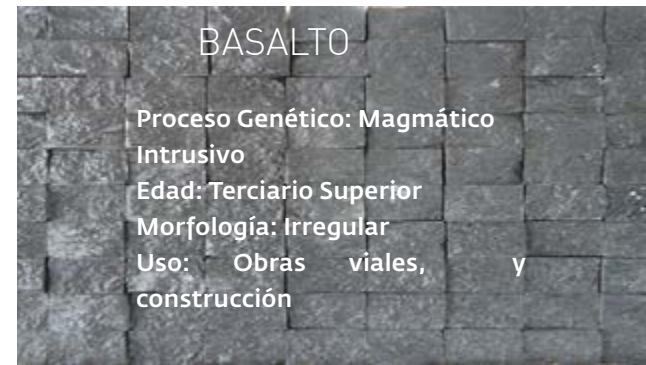 BASALTO
Proceso Genético: Magmático
Intrusivo
Edad: Terciario Superior
Morfología: Irregular
Uso: Obras viales, y
construcción